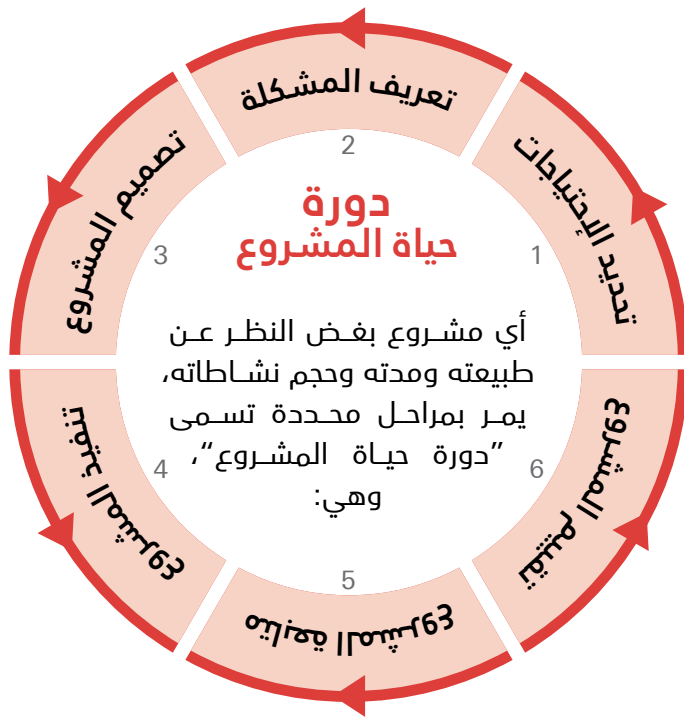 دورة
حياة المشروع
أي مشروع بغض النظر عن
طبيعته ومدته وحجم نشاطاته،
يمر بمراحل محددة تسمى
”دورة حياة المشروع“،
وهي:
1
تحديد الإحتياجات
2
تعريف المشكلة
3
تصميم المشروع
4
تنفيذ المشروع
5
متابعة المشروع
6
تقييم المشروع